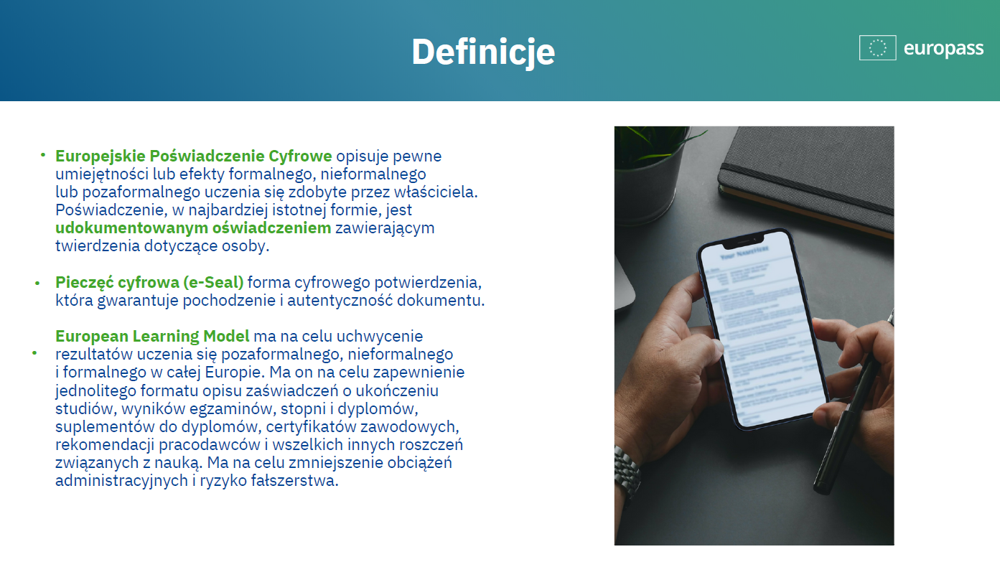 Definicje
europass
• Europejskie Poświadczenie Cyfrowe opisuje pewne
umiejętności lub efekty formalnego, nieformalnego
lub pozaformalnego uczenia się zdobyte przez właściciela.
Poświadczenie, w najbardziej istotnej formie, jest
udokumentowanym oświadczeniem zawierającym
twierdzenia dotyczące osoby.
• Pieczęć cyfrowa (e-Seal) forma cyfrowego potwierdzenia,
która gwarantuje pochodzenie i autentyczność dokumentu.
European Learning Model ma na celu uchwycenie
• rezultatów uczenia się pozaformalnego, nieformalnego
i formalnego w całej Europie. Ma on na celu zapewnienie
jednolitego formatu opisu zaświadczeń o ukończeniu
studiów, wyników egzaminów, stopni i dyplomów,
suplementów do dyplomów, certyfikatów zawodowych,
rekomendacji pracodawców i wszelkich innych roszczeń
związanych z nauką. Ma na celu zmniejszenie obciążeń
administracyjnych i ryzyko fałszerstwa.
Your NameHere